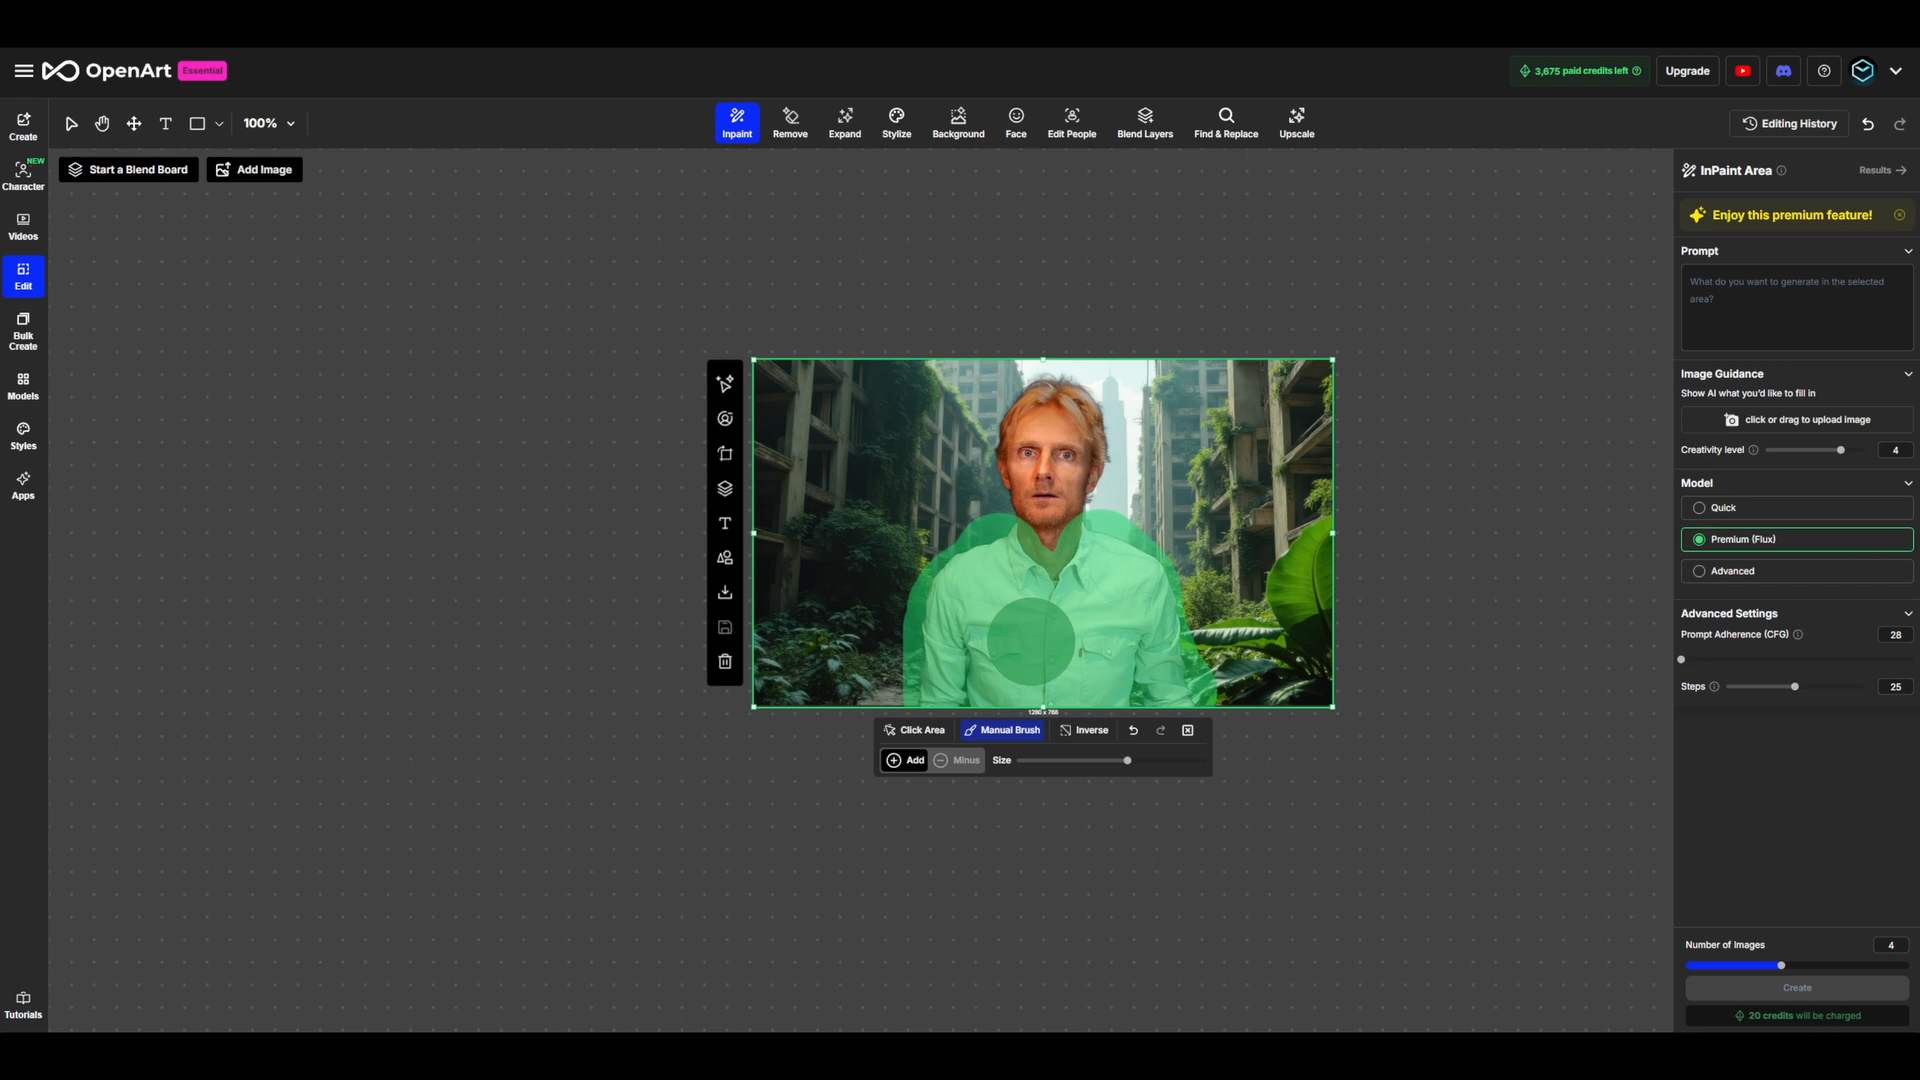 OpenArt Essential
3,675 paid credits left
Upgrade
100%
Inpaint
Remove
Expand
Stylize
Background
Face
Edit People
Blend Layers
Find & Replace
Upscale
Editing History
Create
NEW
Character
Videos
Edit
Bulk
Create
Models
Styles
Apps
Tutorials
Start a Blend Board
Add Image
1280 x 768
Click Area
Manual Brush
Inverse
Add
Minus
Size
InPaint Area
Results
Enjoy this premium feature!
Prompt
What do you want to generate in the selected
area?
Image Guidance
Show AI what you'd like to fill in
click or drag to upload image
Creativity level 4
Model
Quick
Premium (Flux)
Advanced
Advanced Settings
Prompt Adherence (CFG) 28
Steps 25
Number of Images 4
Create
20 credits will be charged